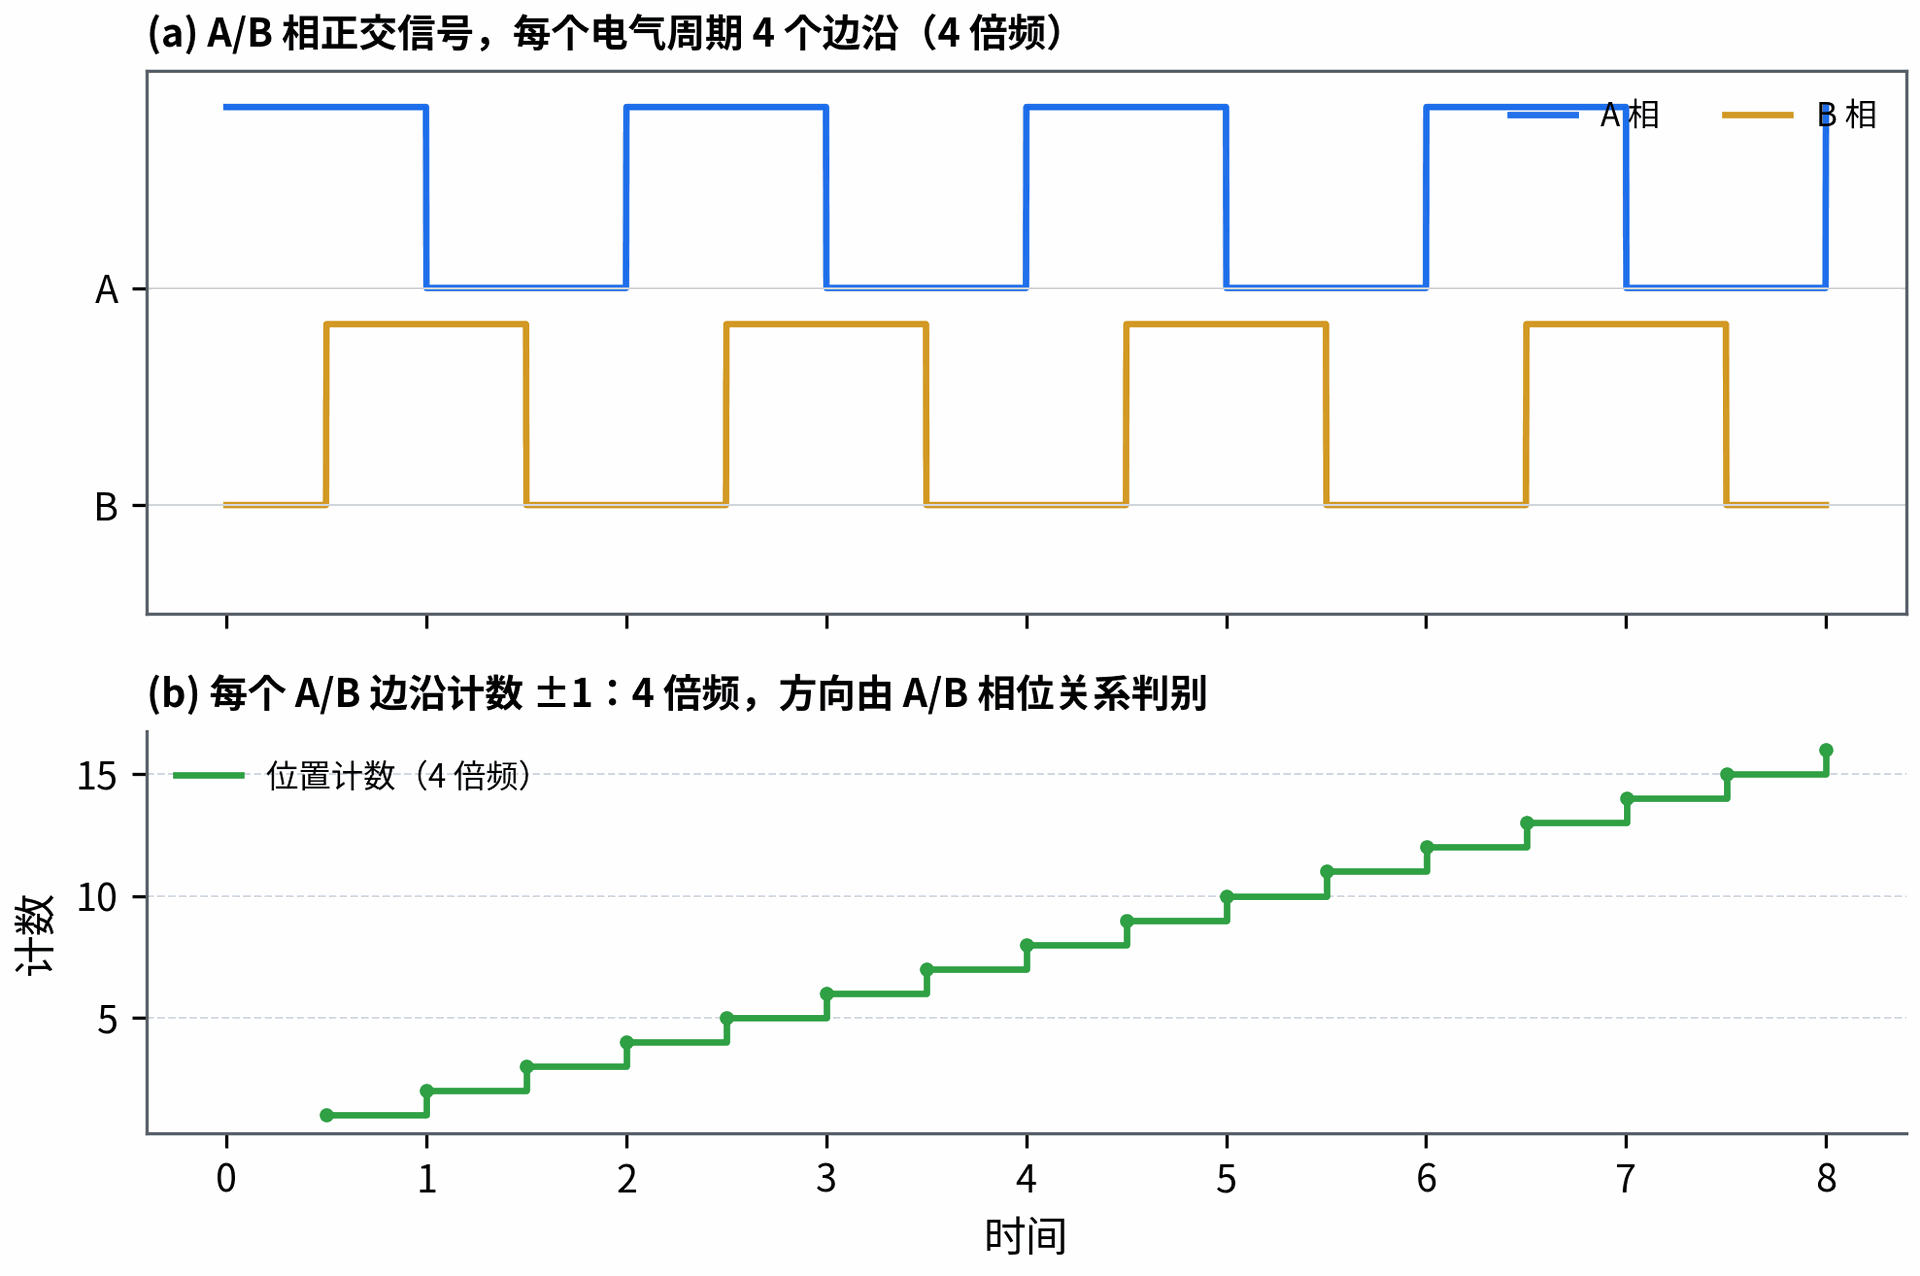 (a) A/B 相正交信号，每个电气周期 4 个边沿（4 倍频）
A 相
B 相
A
B
(b) 每个 A/B 边沿计数 ±1：4 倍频，方向由 A/B 相位关系判别
位置计数（4 倍频）
15
10
5
计数
0 1 2 3 4 5 6 7 8
时间